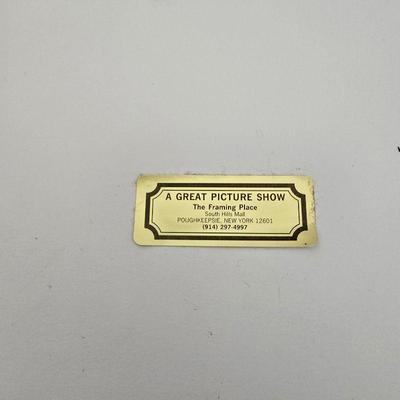 A GREAT PICTURE SHOW
The Framing Place
South Hills Mall
POUGHKEEPSIE, NEW YORK 12601
(914) 297-4997